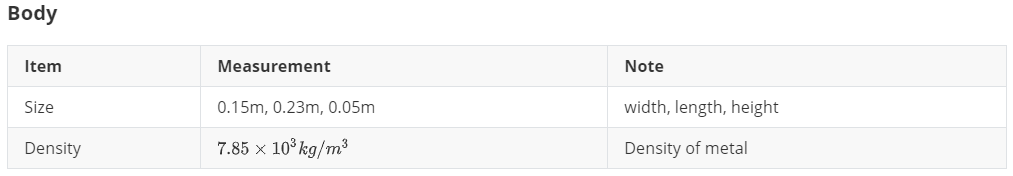 Body
Item Measurement Note
Size 0.15m, 0.23m, 0.05m width, length, height
Density 7.85 × 10³kg/m³ Density of metal